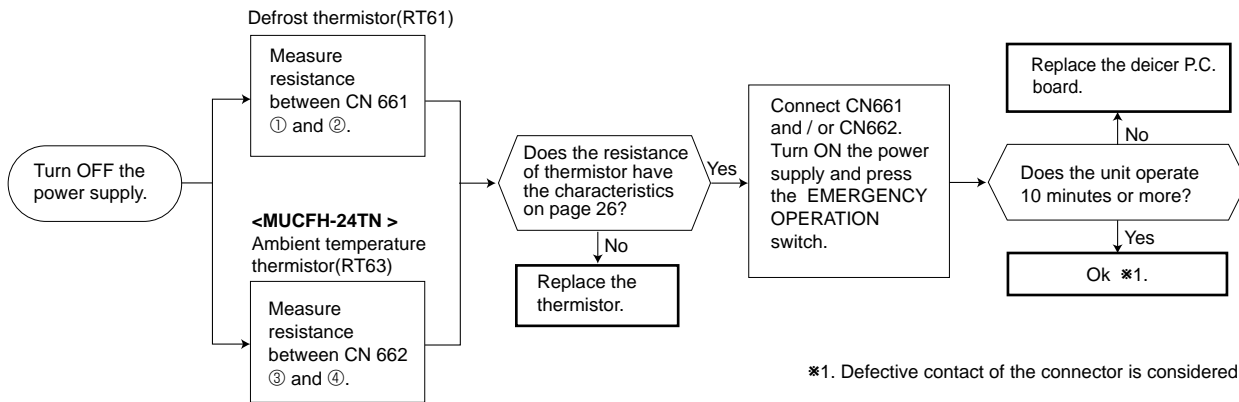 Turn OFF the
power supply.
Defrost thermistor(RT61)
Measure
resistance
between CN 661
① and ②.
<MUCFH-24TN >
Ambient temperature
thermistor(RT63)
Measure
resistance
between CN 662
③ and ④.
Does the resistance
of thermistor have
the characteristics
on page 26?
Yes
No
Replace the
thermistor.
Connect CN661
and / or CN662.
Turn ON the power
supply and press
the EMERGENCY
OPERATION
switch.
Does the unit operate
10 minutes or more?
No
Replace the deicer P.C.
board.
Yes
Ok ※1.
※1. Defective contact of the connector is considered